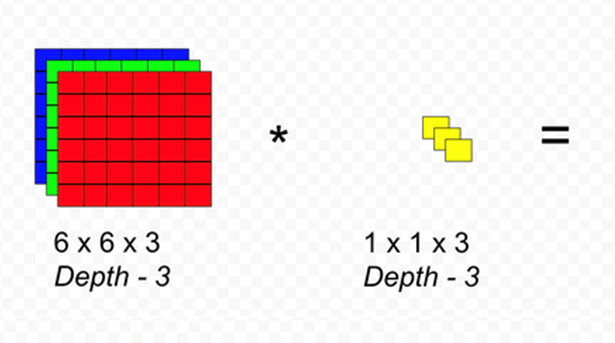 * =
6 x 6 x 3
Depth - 3
1 x 1 x 3
Depth - 3